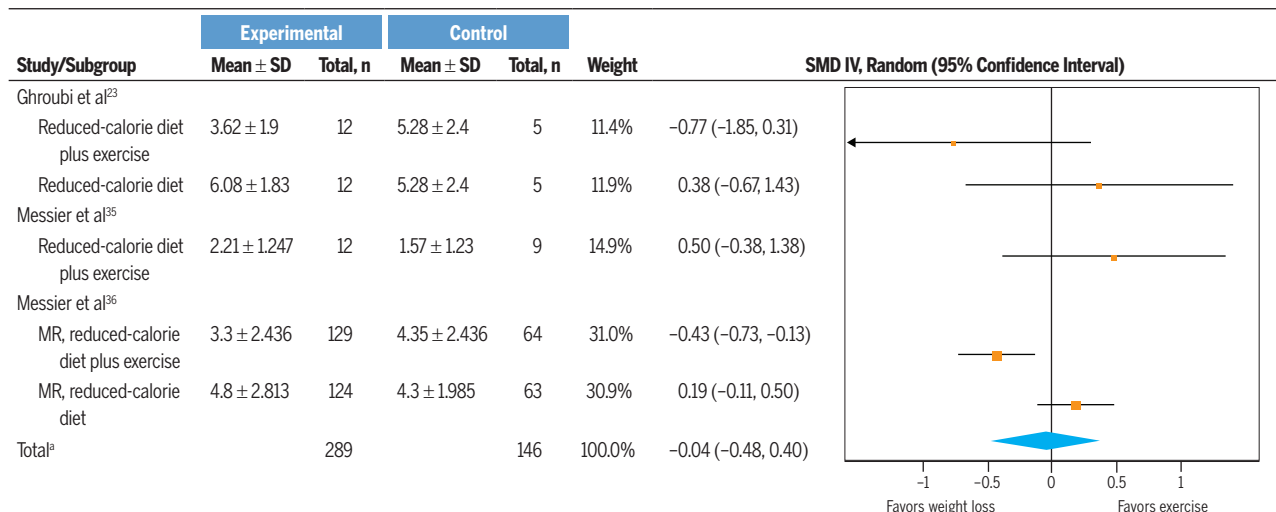 Experimental Control
Study/Subgroup Mean ± SD Total, n Mean ± SD Total, n Weight SMD IV, Random (95% Confidence Interval)
Ghroubi et al²³
Reduced-calorie diet 3.62 ± 1.9 12 5.28 ± 2.4 5 11.4% −0.77 (−1.85, 0.31)
plus exercise
Reduced-calorie diet 6.08 ± 1.83 12 5.28 ± 2.4 5 11.9% 0.38 (−0.67, 1.43)
Messier et al³⁵
Reduced-calorie diet 2.21 ± 1.247 12 1.57 ± 1.23 9 14.9% 0.50 (−0.38, 1.38)
plus exercise
Messier et al³⁶
MR, reduced-calorie 3.3 ± 2.436 129 4.35 ± 2.436 64 31.0% −0.43 (−0.73, −0.13)
diet plus exercise
MR, reduced-calorie 4.8 ± 2.813 124 4.3 ± 1.985 63 30.9% 0.19 (−0.11, 0.50)
diet
Totalᵃ 289 146 100.0% −0.04 (−0.48, 0.40)
−1 −0.5 0 0.5 1
Favors weight loss Favors exercise